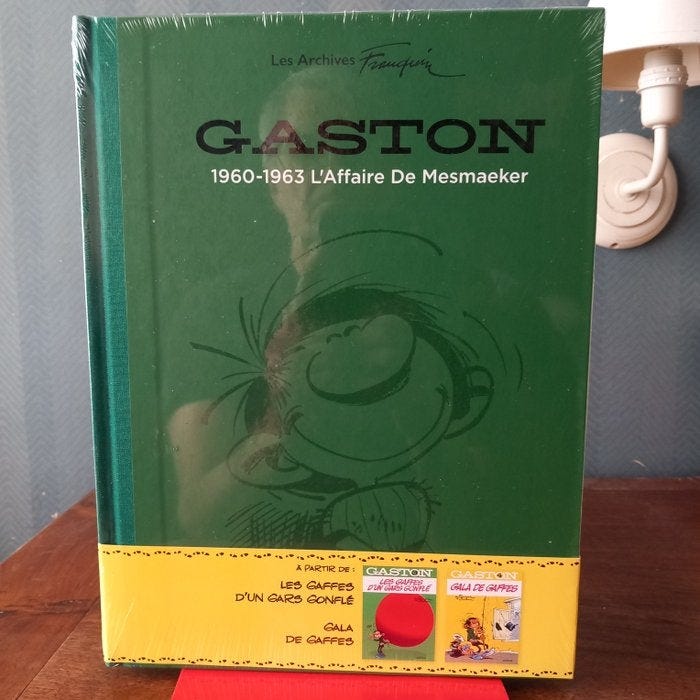 Les Archives Franquin
GASTON
1960-1963 L'Affaire De Mesmaeker
À PARTIR DE :
LES GAFFES
D'UN GARS GONFLÉ
GALA
DE GAFFES
GASTON
LES GAFFES
D'UN GARS GONFLÉ
GASTON
GALA DE GAFFES